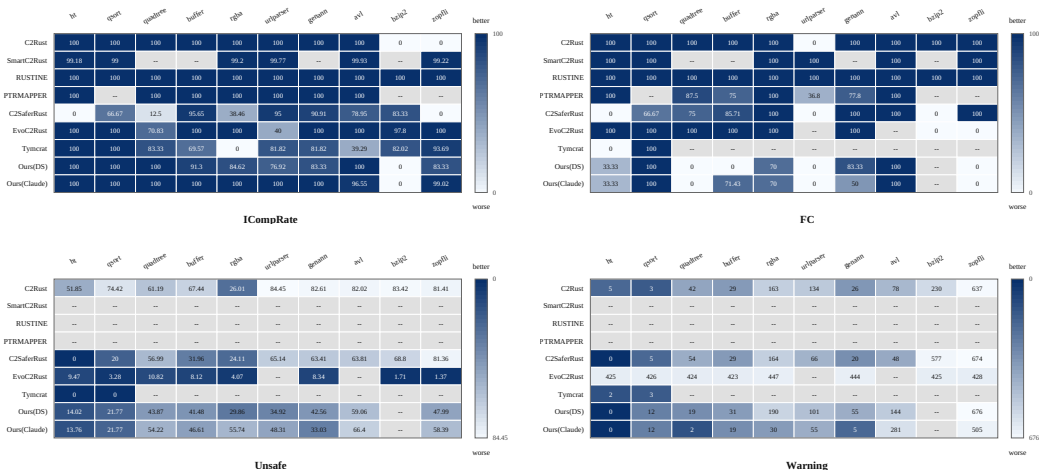 ht qsort quadtree buffer rgba urlparser genann avl bzip2 zopfli better
C2Rust 100 100 100 100 100 100 100 100 0 0 100
SmartC2Rust 99.18 99 -- -- 99.2 99.77 -- 99.93 -- 99.22
RUSTINE 100 100 100 100 100 100 100 100 100 100
PTRMAPPER 100 -- 100 100 100 100 100 100 -- --
C2SaferRust 0 66.67 12.5 95.65 38.46 95 90.91 78.95 83.33 0
EvoC2Rust 100 100 70.83 100 100 40 100 100 97.8 100
Tymcrat 100 100 83.33 69.57 0 81.82 81.82 39.29 82.02 93.69
Ours(DS) 100 100 100 91.3 84.62 76.92 83.33 100 0 83.33
Ours(Claude) 100 100 100 100 100 100 100 96.55 0 99.02 0
worse
ICompRate
ht qsort quadtree buffer rgba urlparser genann avl bzip2 zopfli better
C2Rust 100 100 100 100 100 0 100 100 100 100 100
SmartC2Rust 100 100 -- -- 100 100 -- 100 -- 100
RUSTINE 100 100 100 100 100 100 100 100 100 100
PTRMAPPER 100 -- 87.5 75 100 36.8 77.8 100 -- --
C2SaferRust 0 66.67 75 85.71 100 0 100 100 0 100
EvoC2Rust 100 100 100 100 100 -- 100 -- 0 0
Tymcrat 0 100 -- -- -- -- -- -- -- --
Ours(DS) 33.33 100 0 0 70 0 83.33 100 -- 0
Ours(Claude) 33.33 100 0 71.43 70 0 50 100 -- 0 0
worse
FC
ht qsort quadtree buffer rgba urlparser genann avl bzip2 zopfli better
C2Rust 51.85 74.42 61.19 67.44 26.01 84.45 82.61 82.02 83.42 81.41 0
SmartC2Rust -- -- -- -- -- -- -- -- -- --
RUSTINE -- -- -- -- -- -- -- -- -- --
PTRMAPPER -- -- -- -- -- -- -- -- -- --
C2SaferRust 0 20 56.99 31.96 24.11 65.14 63.41 63.81 68.8 81.36
EvoC2Rust 9.47 3.28 10.82 8.12 4.07 -- 8.34 -- 1.71 1.37
Tymcrat 0 0 -- -- -- -- -- -- -- --
Ours(DS) 14.02 21.77 43.87 41.48 29.86 34.92 42.56 59.06 -- 47.99
Ours(Claude) 13.76 21.77 54.22 46.61 55.74 48.31 33.03 66.4 -- 58.39 84.45
worse
Unsafe
ht qsort quadtree buffer rgba urlparser genann avl bzip2 zopfli better
C2Rust 5 3 42 29 163 134 26 78 230 637 0
SmartC2Rust -- -- -- -- -- -- -- -- -- --
RUSTINE -- -- -- -- -- -- -- -- -- --
PTRMAPPER -- -- -- -- -- -- -- -- -- --
C2SaferRust 0 5 54 29 164 66 20 48 577 674
EvoC2Rust 425 426 424 423 447 -- 444 -- 425 428
Tymcrat 2 3 -- -- -- -- -- -- -- --
Ours(DS) 0 12 19 31 190 101 55 144 -- 676
Ours(Claude) 0 12 2 19 30 55 5 281 -- 505 676
worse
Warning